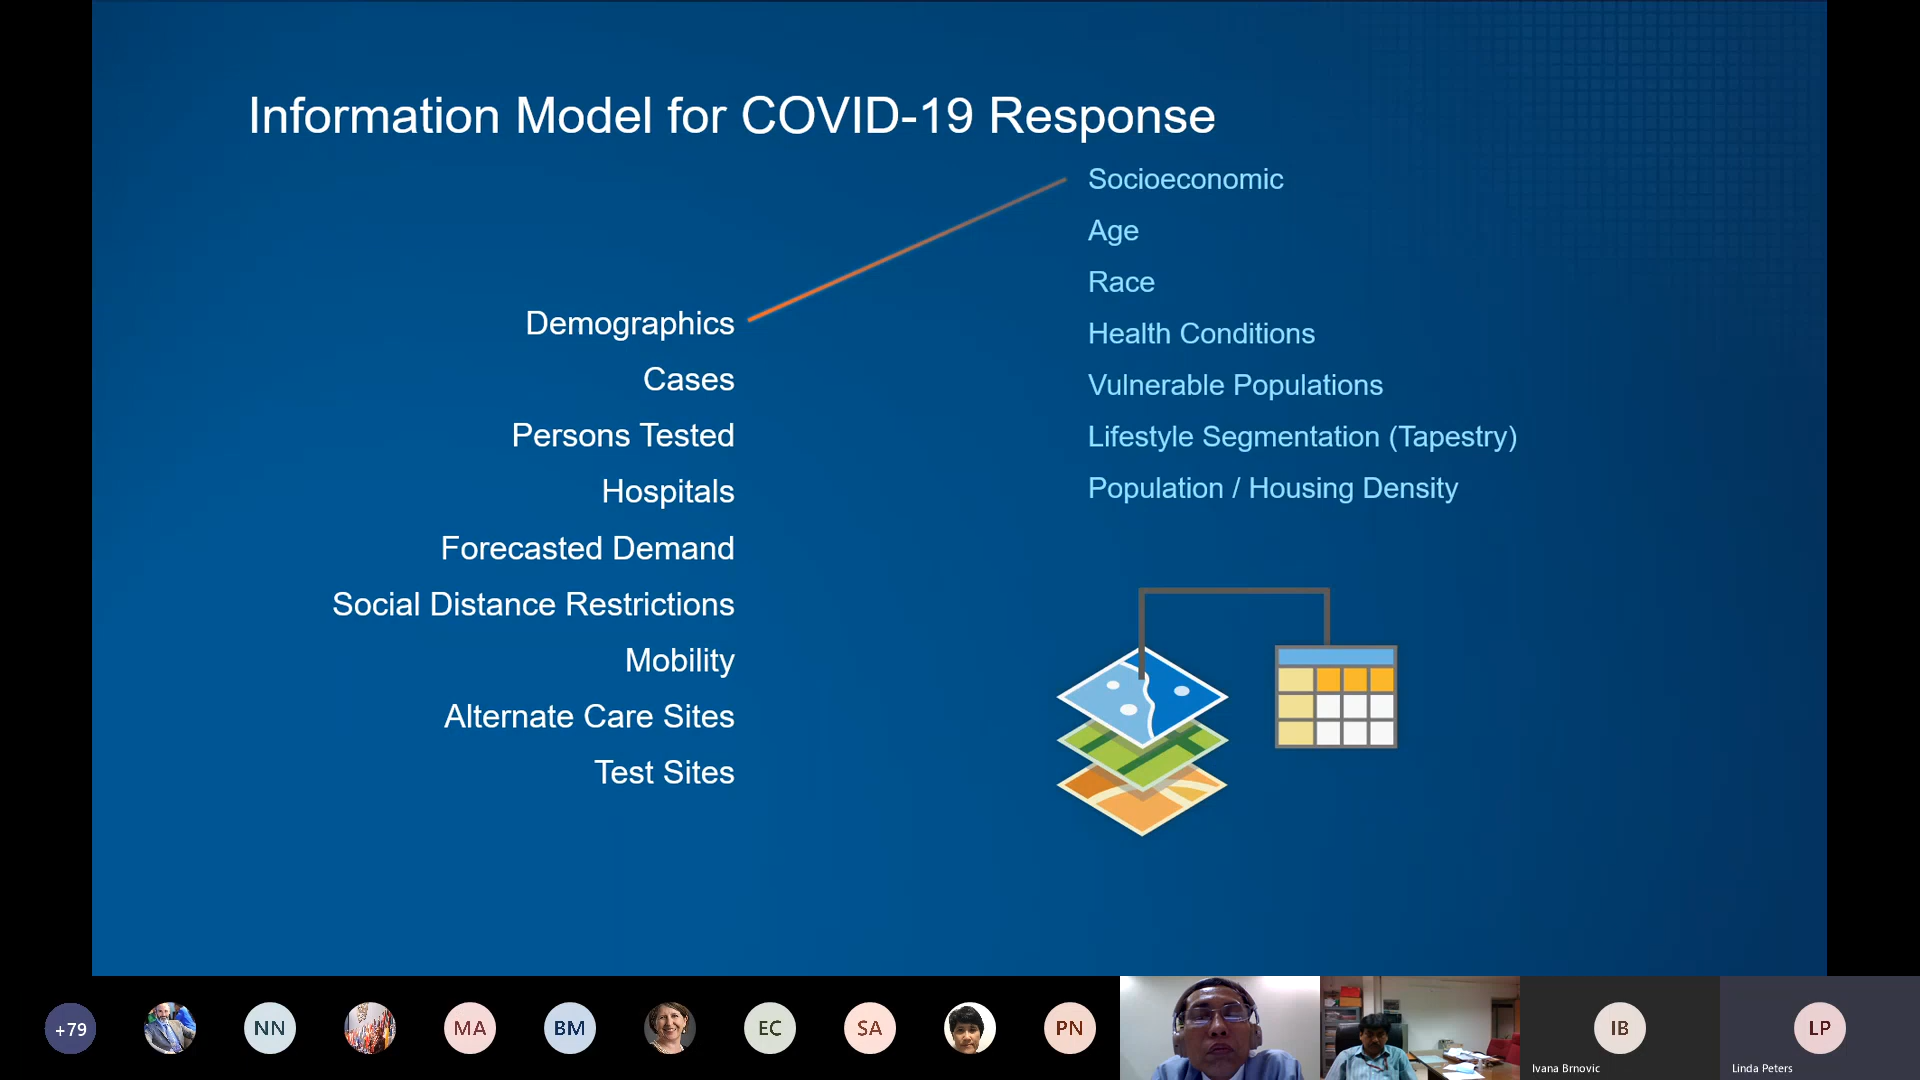 Information Model for COVID-19 Response
Demographics
Cases
Persons Tested
Hospitals
Forecasted Demand
Social Distance Restrictions
Mobility
Alternate Care Sites
Test Sites
Socioeconomic
Age
Race
Health Conditions
Vulnerable Populations
Lifestyle Segmentation (Tapestry)
Population / Housing Density
+79
NN
MA
BM
EC
SA
PN
IB
Ivana Brnovic
LP
Linda Peters